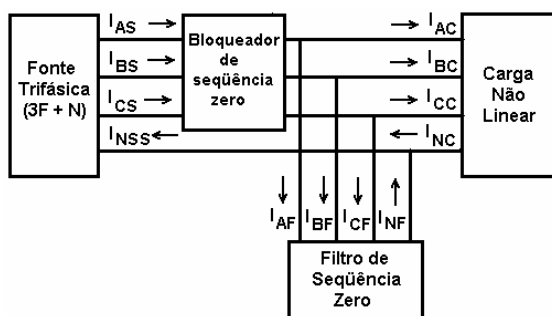 I_AS
I_BS
I_CS
I_NSS
Fonte
Trifásica
(3F + N)
Bloqueador
de
seqüência
zero
I_AC
I_BC
I_CC
I_NC
Carga
Não
Linear
I_AF
I_BF
I_CF
I_NF
Filtro de
Seqüência
Zero